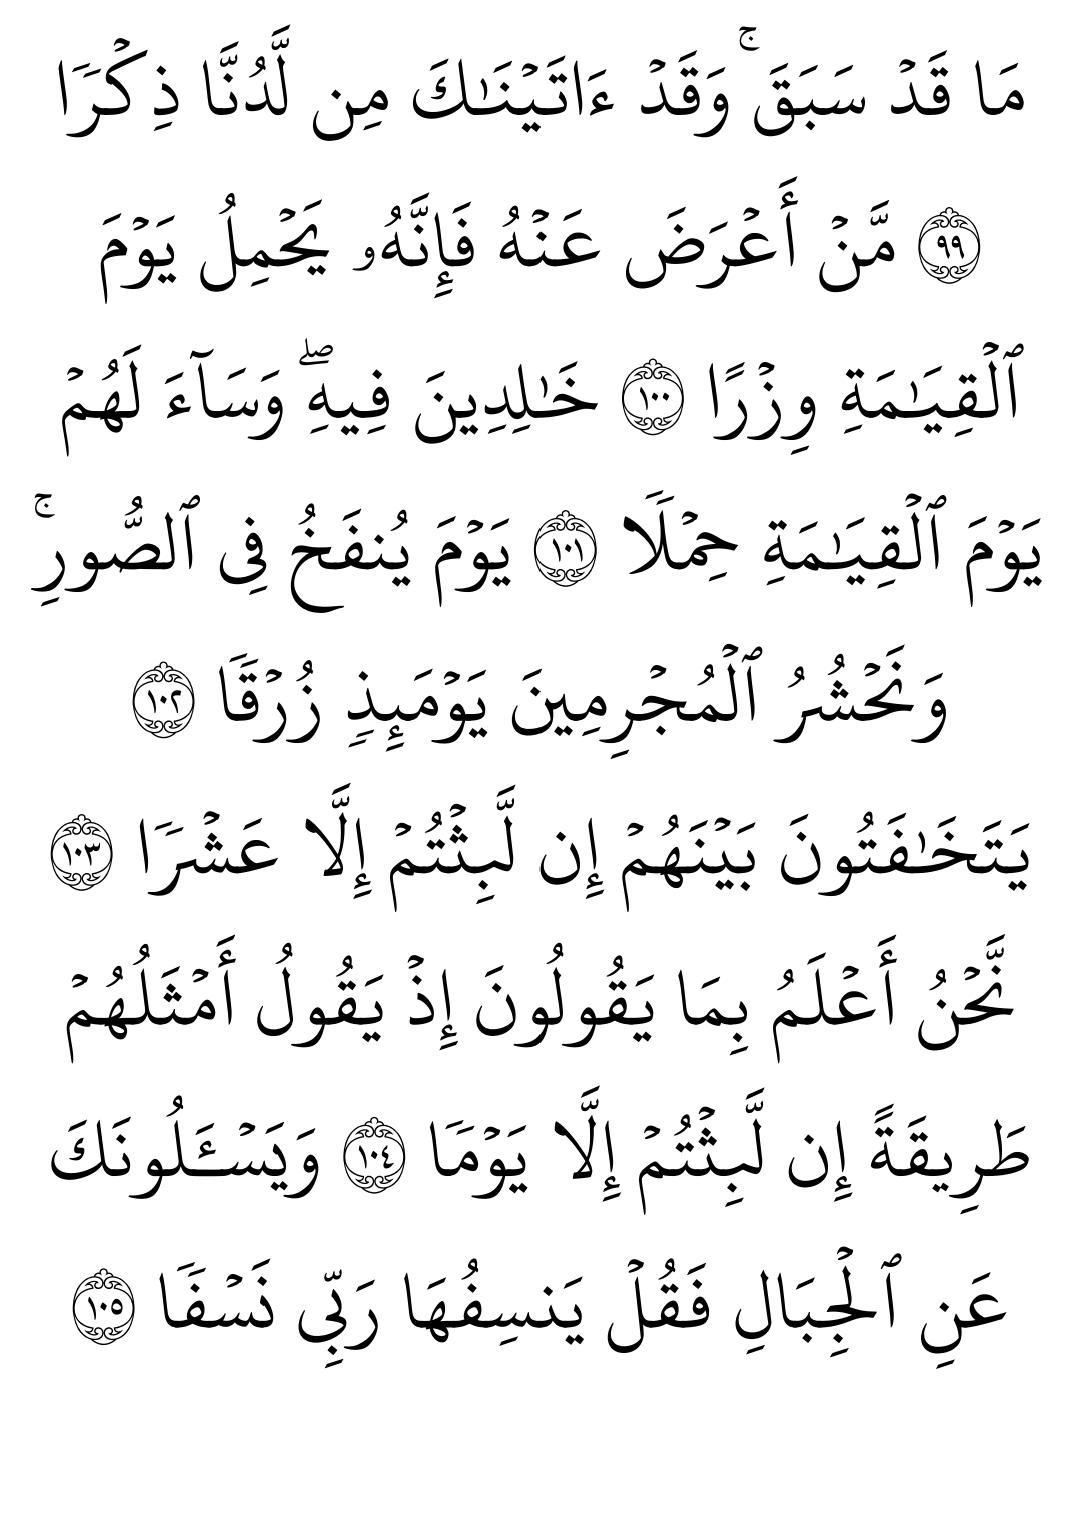 مَا قَدۡ سَبَقَۚ وَقَدۡ ءَاتَيۡنَٰكَ مِن لَّدُنَّا ذِكۡرٗا
٩٩ مَّنۡ أَعۡرَضَ عَنۡهُ فَإِنَّهُۥ يَحۡمِلُ يَوۡمَ
ٱلۡقِيَٰمَةِ وِزۡرًا ١٠٠ خَٰلِدِينَ فِيهِۖ وَسَآءَ لَهُمۡ
يَوۡمَ ٱلۡقِيَٰمَةِ حِمۡلٗا ١٠١ يَوۡمَ يُنفَخُ فِي ٱلصُّورِۚ
وَنَحۡشُرُ ٱلۡمُجۡرِمِينَ يَوۡمَئِذٖ زُرۡقٗا ١٠٢
يَتَخَٰفَتُونَ بَيۡنَهُمۡ إِن لَّبِثۡتُمۡ إِلَّا عَشۡرٗا ١٠٣
نَّحۡنُ أَعۡلَمُ بِمَا يَقُولُونَ إِذۡ يَقُولُ أَمۡثَلُهُمۡ
طَرِيقَةً إِن لَّبِثۡتُمۡ إِلَّا يَوۡمٗا ١٠٤ وَيَسۡـَٔلُونَكَ
عَنِ ٱلۡجِبَالِ فَقُلۡ يَنسِفُهَا رَبِّي نَسۡفٗا ١٠٥